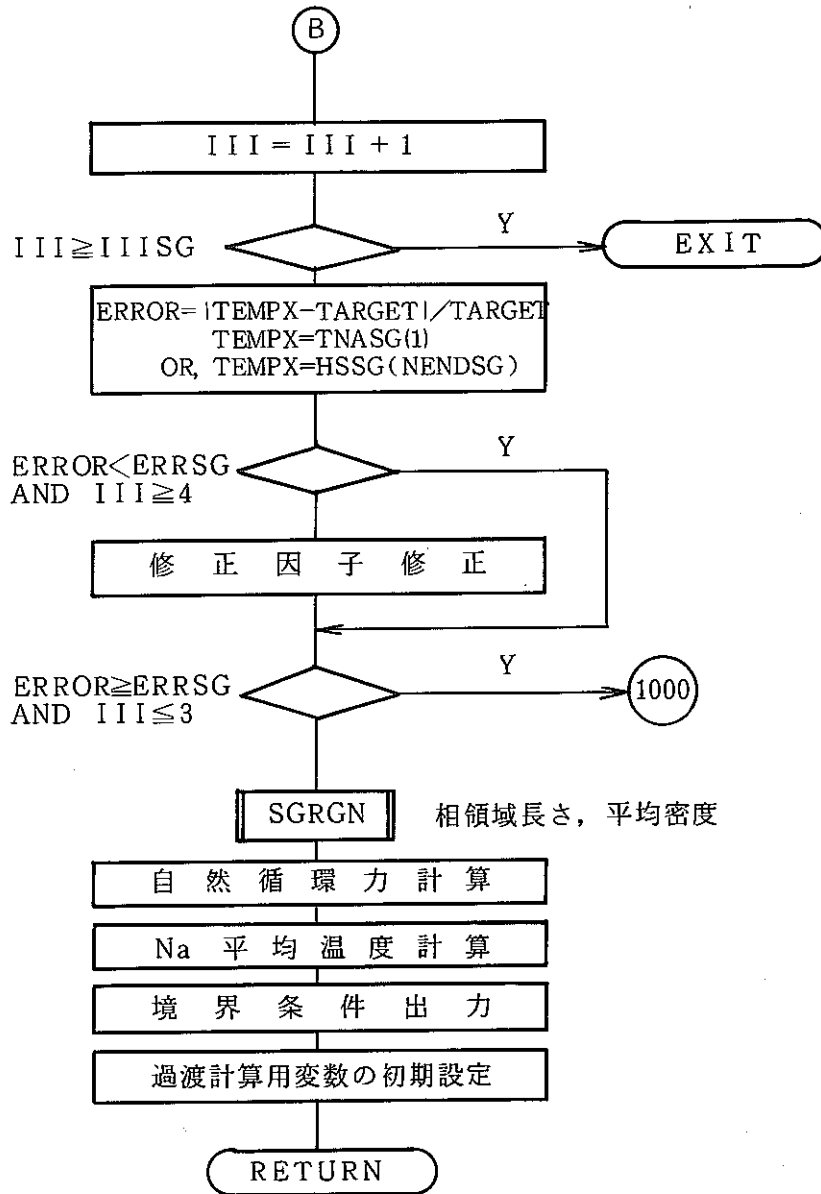 B
III=III+1
III≧IIISG
Y
EXIT
ERROR=|TEMPX-TARGET|/TARGET
TEMPX=TNASG(1)
OR, TEMPX=HSSG(NENDSG)
ERROR<ERRSG
AND III≧4
Y
修正因子修正
ERROR≧ERRSG
AND III≦3
Y
1000
SGRGN
相領域長さ，平均密度
自然循環力計算
Na平均温度計算
境界条件出力
過渡計算用変数の初期設定
RETURN